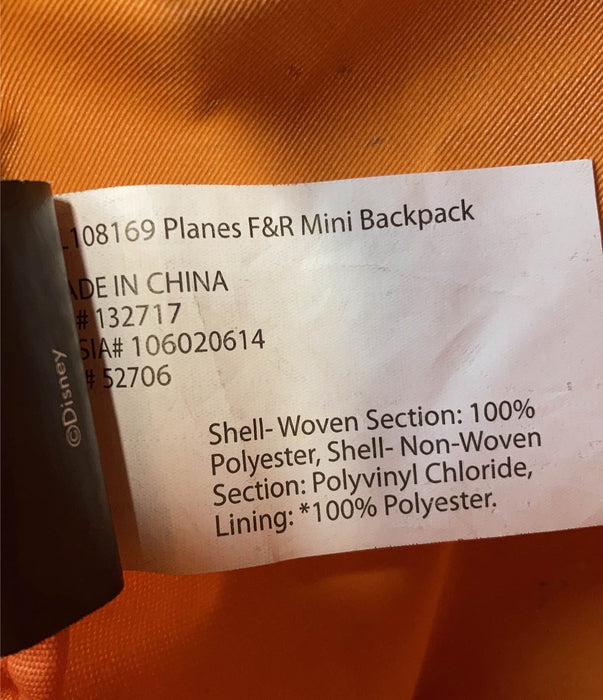 108169 Planes F&R Mini Backpack
ADE IN CHINA
# 132717
SIA# 106020614
# 52706
©Disney
Shell- Woven Section: 100%
Polyester, Shell- Non-Woven
Section: Polyvinyl Chloride,
Lining: *100% Polyester.